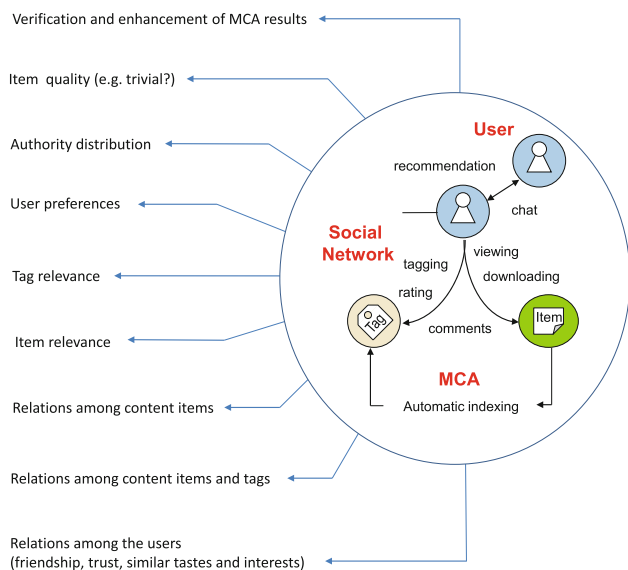 Verification and enhancement of MCA results
Item quality (e.g. trivial?)
Authority distribution
User preferences
Tag relevance
Item relevance
Relations among content items
Relations among content items and tags
Relations among the users
(friendship, trust, similar tastes and interests)
User
recommendation
chat
Social
Network
viewing
tagging
downloading
rating
Tag
Item
comments
MCA
Automatic indexing